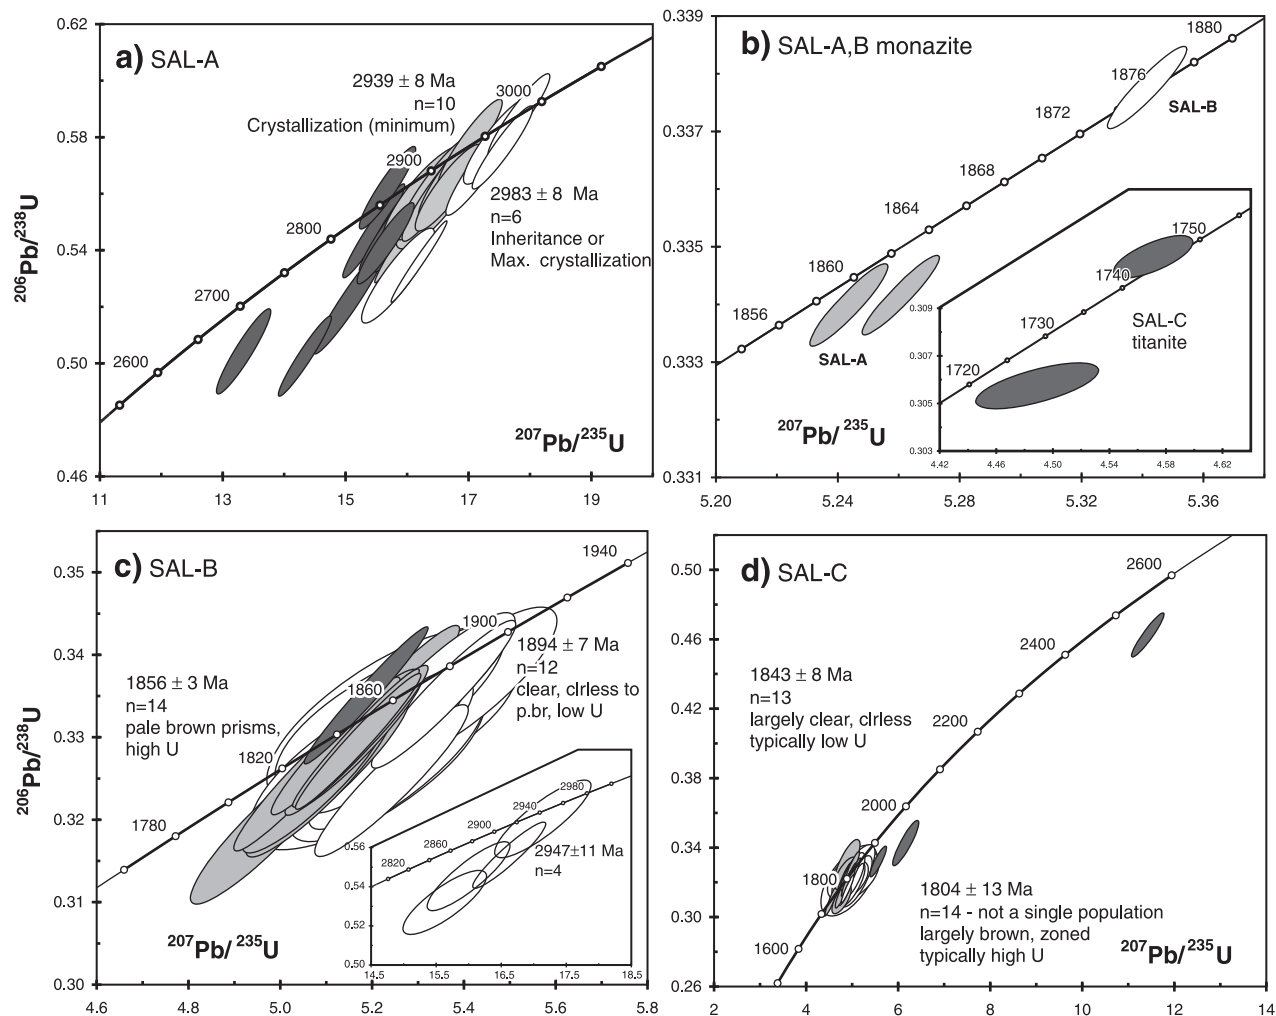 a) SAL-A
0.62
0.58
0.54
0.50
0.46
206Pb/238U
2939 ± 8 Ma
n=10
Crystallization (minimum)
3000
2900
2800
2700
2600
2983 ± 8 Ma
n=6
Inheritance or
Max. crystallization
207Pb/235U
11
13
15
17
19
b) SAL-A,B monazite
0.339
0.337
0.335
0.333
0.331
1880
1876
1872
1868
1864
1860
1856
SAL-B
SAL-A
207Pb/235U
5.20
5.24
5.28
5.32
5.36
1750
1740
1730
1720
SAL-C
titanite
0.309
0.307
0.305
0.303
4.42
4.46
4.50
4.54
4.58
4.62
c) SAL-B
0.35
0.34
0.33
0.32
0.31
0.30
206Pb/238U
1940
1900
1860
1820
1780
1856 ± 3 Ma
n=14
pale brown prisms,
high U
1894 ± 7 Ma
n=12
clear, clrless to
p.br, low U
207Pb/235U
4.6
4.8
5.0
5.2
5.4
5.6
5.8
2980
2940
2900
2860
2820
2947±11 Ma
n=4
0.56
0.54
0.52
0.50
14.5
15.5
16.5
17.5
18.5
d) SAL-C
0.50
0.46
0.42
0.38
0.34
0.30
0.26
2600
2400
2200
2000
1800
1600
1843 ± 8 Ma
n=13
largely clear, clrless
typically low U
1804 ± 13 Ma
n=14 - not a single population
largely brown, zoned
typically high U
207Pb/235U
2
4
6
8
10
12
14